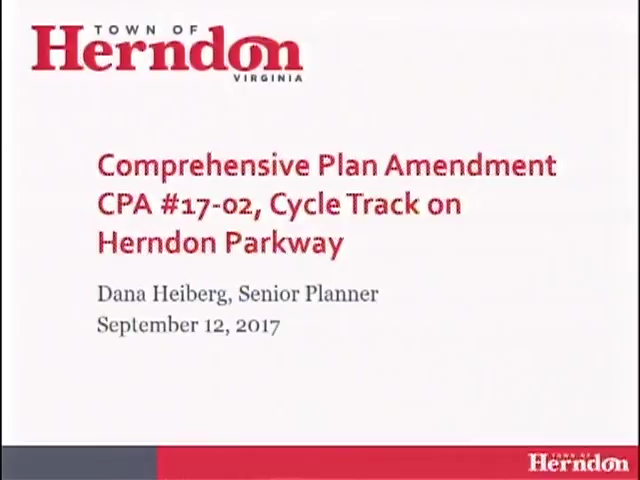 TOWN OF
Herndon
VIRGINIA
Comprehensive Plan Amendment
CPA #17-02, Cycle Track on
Herndon Parkway
Dana Heiberg, Senior Planner
September 12, 2017
TOWN OF
Herndon